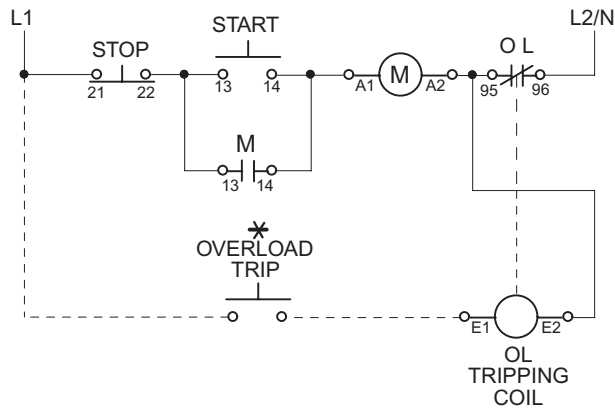 L1
L2/N
STOP
START
O L
M
21
22
13
14
A1
A2
95
96
M
13
14
*
OVERLOAD
TRIP
E1
E2
OL
TRIPPING
COIL